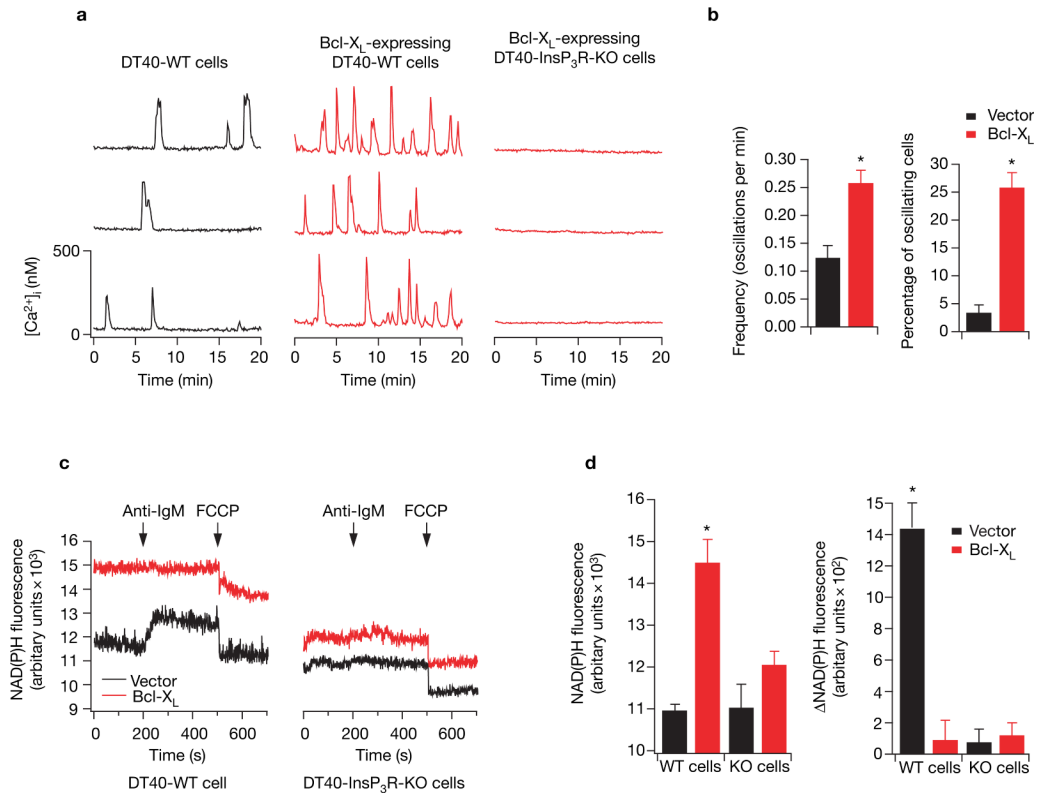 a
DT40-WT cells
Bcl-X_L-expressing
DT40-WT cells
Bcl-X_L-expressing
DT40-InsP₃R-KO cells
500
[Ca²⁺]ᵢ (nM)
0
0 5 10 15 20
Time (min)
0 5 10 15 20
Time (min)
0 5 10 15 20
Time (min)
b
Vector
Bcl-X_L
Frequency (oscillations per min)
0.30
0.25
0.20
0.15
0.10
0.05
0.00
*
Percentage of oscillating cells
30
25
20
15
10
5
0
*
c
Anti-IgM FCCP
Anti-IgM FCCP
NAD(P)H fluorescence
(arbitary units × 10³)
16
15
14
13
12
11
10
9
Vector
Bcl-X_L
0 200 400 600
Time (s)
DT40-WT cell
0 200 400 600
Time (s)
DT40-InsP₃R-KO cells
d
NAD(P)H fluorescence
(arbitary units × 10³)
16
15
14
13
12
11
10
*
WT cells KO cells
ΔNAD(P)H fluorescence
(arbitary units × 10²)
15
14
12
10
8
6
4
2
0
*
Vector
Bcl-X_L
WT cells KO cells